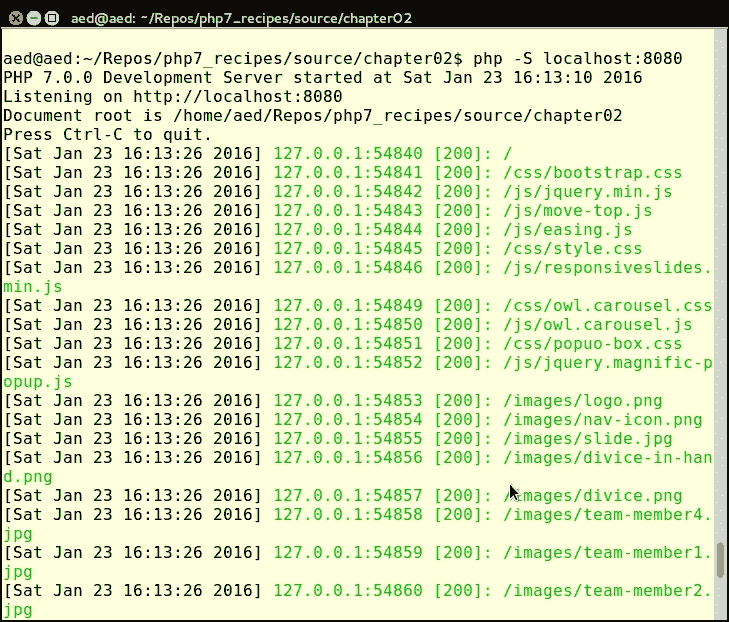 aed@aed: ~/Repos/php7_recipes/source/chapter02
aed@aed:~/Repos/php7_recipes/source/chapter02$ php -S localhost:8080
PHP 7.0.0 Development Server started at Sat Jan 23 16:13:10 2016
Listening on http://localhost:8080
Document root is /home/aed/Repos/php7_recipes/source/chapter02
Press Ctrl-C to quit.
[Sat Jan 23 16:13:26 2016] 127.0.0.1:54840 [200]: /
[Sat Jan 23 16:13:26 2016] 127.0.0.1:54841 [200]: /css/bootstrap.css
[Sat Jan 23 16:13:26 2016] 127.0.0.1:54842 [200]: /js/jquery.min.js
[Sat Jan 23 16:13:26 2016] 127.0.0.1:54843 [200]: /js/move-top.js
[Sat Jan 23 16:13:26 2016] 127.0.0.1:54844 [200]: /js/easing.js
[Sat Jan 23 16:13:26 2016] 127.0.0.1:54845 [200]: /css/style.css
[Sat Jan 23 16:13:26 2016] 127.0.0.1:54846 [200]: /js/responsiveslides.
min.js
[Sat Jan 23 16:13:26 2016] 127.0.0.1:54849 [200]: /css/owl.carousel.css
[Sat Jan 23 16:13:26 2016] 127.0.0.1:54850 [200]: /js/owl.carousel.js
[Sat Jan 23 16:13:26 2016] 127.0.0.1:54851 [200]: /css/popuo-box.css
[Sat Jan 23 16:13:26 2016] 127.0.0.1:54852 [200]: /js/jquery.magnific-p
opup.js
[Sat Jan 23 16:13:26 2016] 127.0.0.1:54853 [200]: /images/logo.png
[Sat Jan 23 16:13:26 2016] 127.0.0.1:54854 [200]: /images/nav-icon.png
[Sat Jan 23 16:13:26 2016] 127.0.0.1:54855 [200]: /images/slide.jpg
[Sat Jan 23 16:13:26 2016] 127.0.0.1:54856 [200]: /images/divice-in-han
d.png
[Sat Jan 23 16:13:26 2016] 127.0.0.1:54857 [200]: /images/divice.png
[Sat Jan 23 16:13:26 2016] 127.0.0.1:54858 [200]: /images/team-member4.
jpg
[Sat Jan 23 16:13:26 2016] 127.0.0.1:54859 [200]: /images/team-member1.
jpg
[Sat Jan 23 16:13:26 2016] 127.0.0.1:54860 [200]: /images/team-member2.
jpg